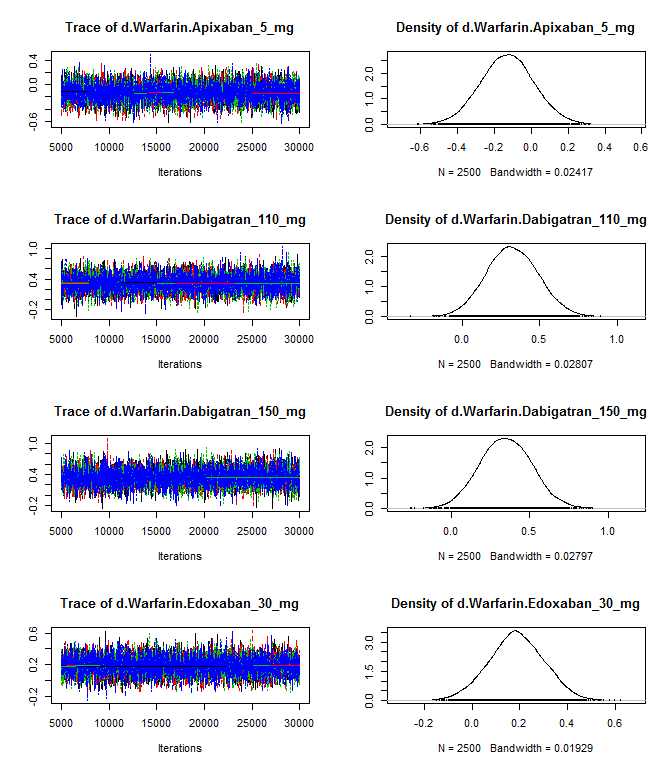 Trace of d.Warfarin.Apixaban_5_mg
0.4
0.0
-0.6
5000 10000 15000 20000 25000 30000
Iterations
Density of d.Warfarin.Apixaban_5_mg
2.0
1.0
0.0
-0.6 -0.4 -0.2 0.0 0.2 0.4 0.6
N = 2500 Bandwidth = 0.02417
Trace of d.Warfarin.Dabigatran_110_mg
1.0
0.4
-0.2
5000 10000 15000 20000 25000 30000
Iterations
Density of d.Warfarin.Dabigatran_110_mg
2.0
1.0
0.0
0.0 0.5 1.0
N = 2500 Bandwidth = 0.02807
Trace of d.Warfarin.Dabigatran_150_mg
1.0
0.4
-0.2
5000 10000 15000 20000 25000 30000
Iterations
Density of d.Warfarin.Dabigatran_150_mg
2.0
1.0
0.0
0.0 0.5 1.0
N = 2500 Bandwidth = 0.02797
Trace of d.Warfarin.Edoxaban_30_mg
0.6
0.2
-0.2
5000 10000 15000 20000 25000 30000
Iterations
Density of d.Warfarin.Edoxaban_30_mg
3.0
1.5
0.0
-0.2 0.0 0.2 0.4 0.6
N = 2500 Bandwidth = 0.01929